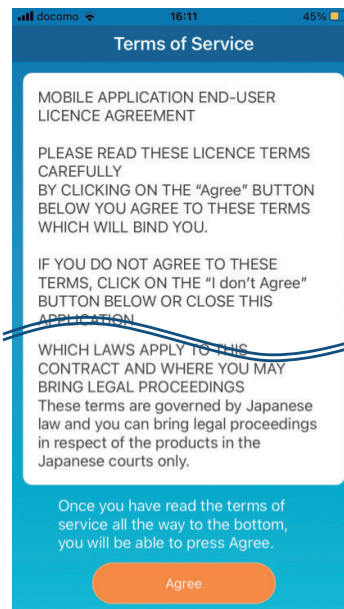 docomo 16:11 45%
Terms of Service
MOBILE APPLICATION END-USER
LICENCE AGREEMENT
PLEASE READ THESE LICENCE TERMS
CAREFULLY
BY CLICKING ON THE “Agree” BUTTON
BELOW YOU AGREE TO THESE TERMS
WHICH WILL BIND YOU.
IF YOU DO NOT AGREE TO THESE
TERMS, CLICK ON THE “I don’t Agree”
BUTTON BELOW OR CLOSE THIS
APPLICATION
WHICH LAWS APPLY TO THIS
CONTRACT AND WHERE YOU MAY
BRING LEGAL PROCEEDINGS
These terms are governed by Japanese
law and you can bring legal proceedings
in respect of the products in the
Japanese courts only.
Once you have read the terms of
service all the way to the bottom,
you will be able to press Agree.
Agree